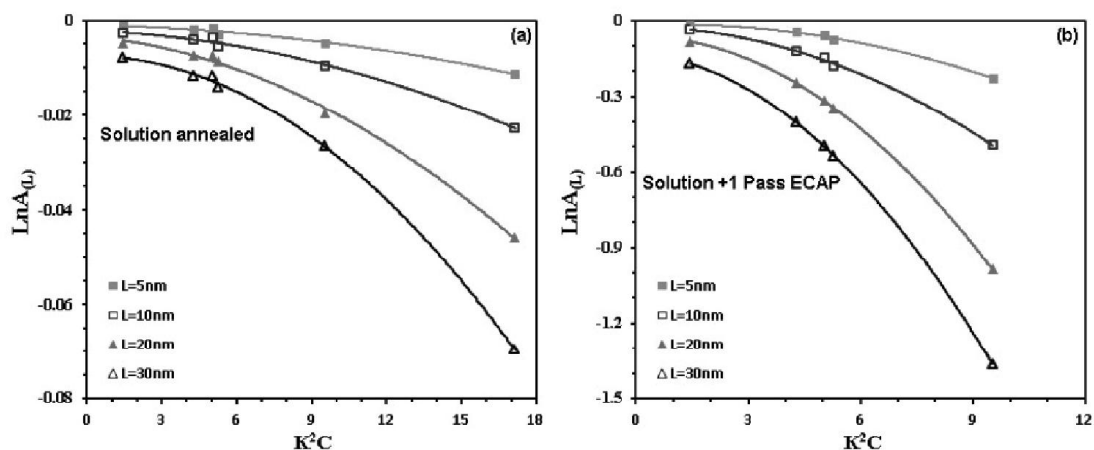 (a)
LnA(L)
0
-0.02
-0.04
-0.06
-0.08
Solution annealed
L=5nm
L=10nm
L=20nm
L=30nm
0 3 6 9 12 15 18
K²C
(b)
LnA(L)
0
-0.3
-0.6
-0.9
-1.2
-1.5
Solution +1 Pass ECAP
L=5nm
L=10nm
L=20nm
L=30nm
0 3 6 9 12
K²C